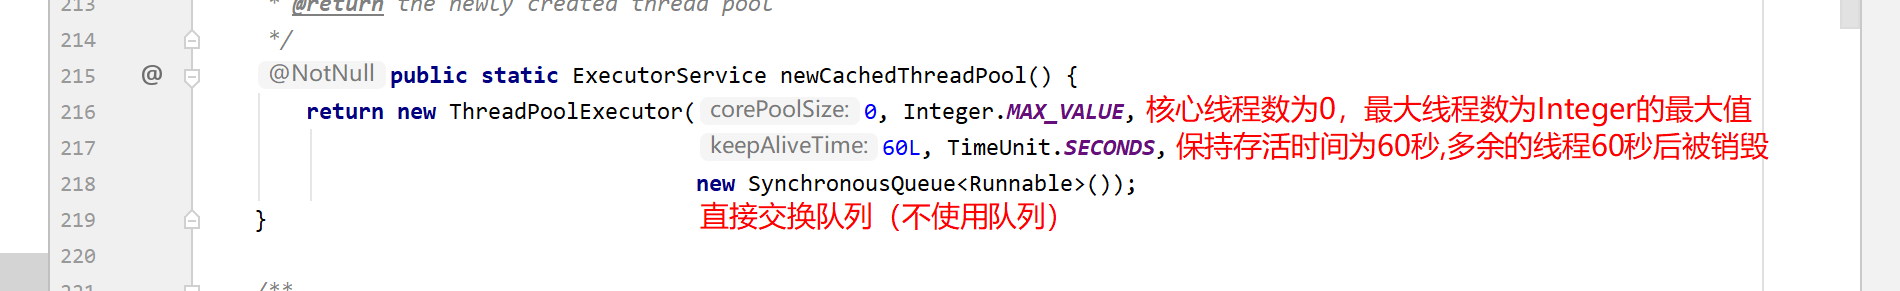 213 * @return the newly created thread pool
214 */
215 @ @NotNull public static ExecutorService newCachedThreadPool() {
216 return new ThreadPoolExecutor( corePoolSize: 0, Integer.MAX_VALUE, 核心线程数为0，最大线程数为Integer的最大值
217 keepAliveTime: 60L, TimeUnit.SECONDS, 保持存活时间为60秒,多余的线程60秒后被销毁
218 new SynchronousQueue<Runnable>());
219 } 直接交换队列（不使用队列）
220
221 /**